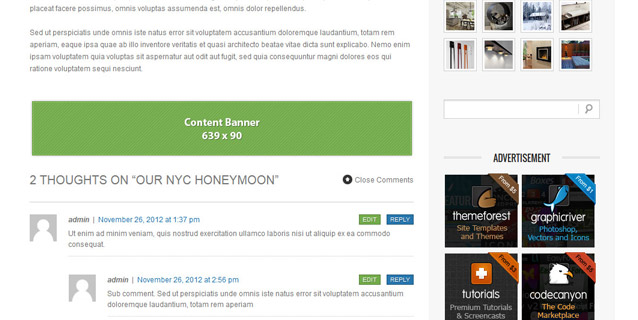 placeat facere possimus, omnis voluptas assumenda est, omnis dolor repellendus.
Sed ut perspiciatis unde omnis iste natus error sit voluptatem accusantium doloremque laudantium, totam rem
aperiam, eaque ipsa quae ab illo inventore veritatis et quasi architecto beatae vitae dicta sunt explicabo. Nemo enim
ipsam voluptatem quia voluptas sit aspernatur aut odit aut fugit, sed quia consequuntur magni dolores eos qui
ratione voluptatem sequi nesciunt.
Content Banner
639 x 90
2 THOUGHTS ON “OUR NYC HONEYMOON”
Close Comments
admin | November 26, 2012 at 1:37 pm
EDIT
REPLY
Ut enim ad minim veniam, quis nostrud exercitation ullamco laboris nisi ut aliquip ex ea commodo
consequat.
admin | November 26, 2012 at 2:56 pm
EDIT
REPLY
Sub comment. Sed ut perspiciatis unde omnis iste natus error sit voluptatem accusantium
doloremque laudantium, totam rem aperiam
ADVERTISEMENT
From $5
themeforest
Site Templates
and Themes
From $1
graphicriver
Photoshop,
Vectors and Icons
From $3
tutorials
Premium Tutorials
& Screencasts
From $5
codecanyon
The Code
Marketplace